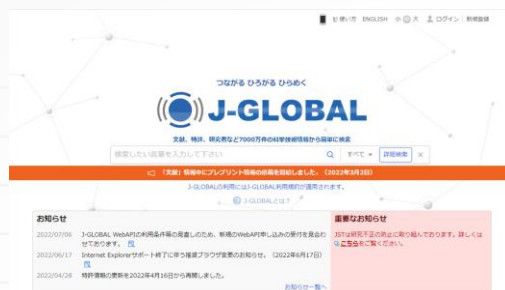 使い方 ENGLISH 小 中 大 ログイン 新規登録
つながる ひろがる ひらめく
J-GLOBAL
文献、特許、研究者など7000万件の科学技術情報から簡単に検索
検索したい言葉を入力して下さい すべて 詳細検索 ×
「文献」情報中にプレプリント情報の搭載を開始しました。(2022年3月2日)
J-GLOBALの利用にはJ-GLOBAL利用規約が適用されます。
J-GLOBALとは?
お知らせ
2022/07/06 J-GLOBAL WebAPIの利用条件等の見直しのため、新規のWebAPI申し込みの受付を見合わ
せております。
2022/06/17 Internet Explorerサポート終了に伴う推奨ブラウザ変更のお知らせ。(2022年6月17日)
2022/04/28 特許情報の更新を2022年4月16日から再開しました。
お知らせ一覧へ
重要なお知らせ
JSTは研究不正の防止に取り組んでおります。詳しくは
こちらをご覧ください。